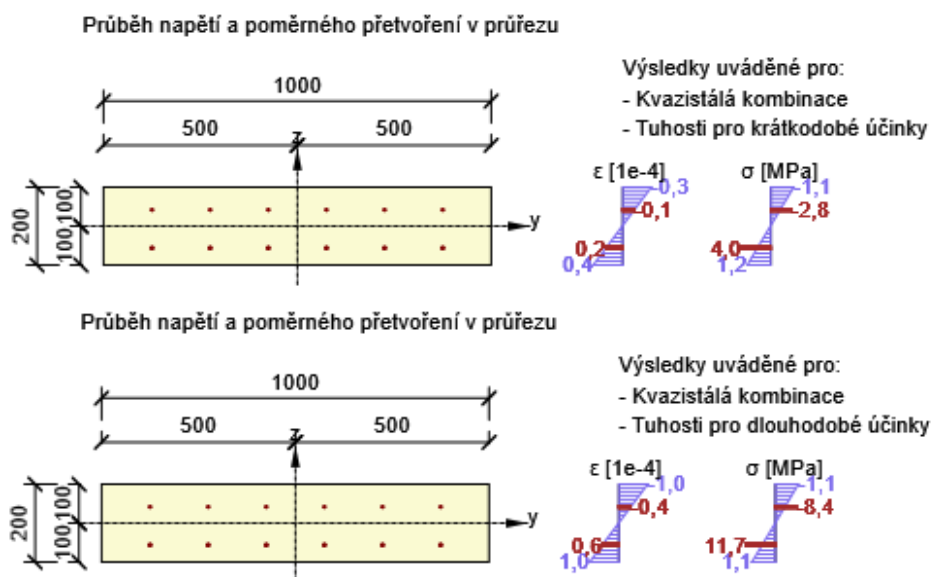 Průběh napětí a poměrného přetvoření v průřezu
Výsledky uváděné pro:
- Kvazistálá kombinace
- Tuhosti pro krátkodobé účinky
1000
500 500
z
y
200
100
100
ε [1e-4]
-0,3
-0,1
0,2
0,4
σ [MPa]
-1,1
-2,8
4,0
1,2
Průběh napětí a poměrného přetvoření v průřezu
Výsledky uváděné pro:
- Kvazistálá kombinace
- Tuhosti pro dlouhodobé účinky
1000
500 500
z
y
200
100
100
ε [1e-4]
-1,0
-0,4
0,6
1,0
σ [MPa]
-1,1
-8,4
11,7
1,1